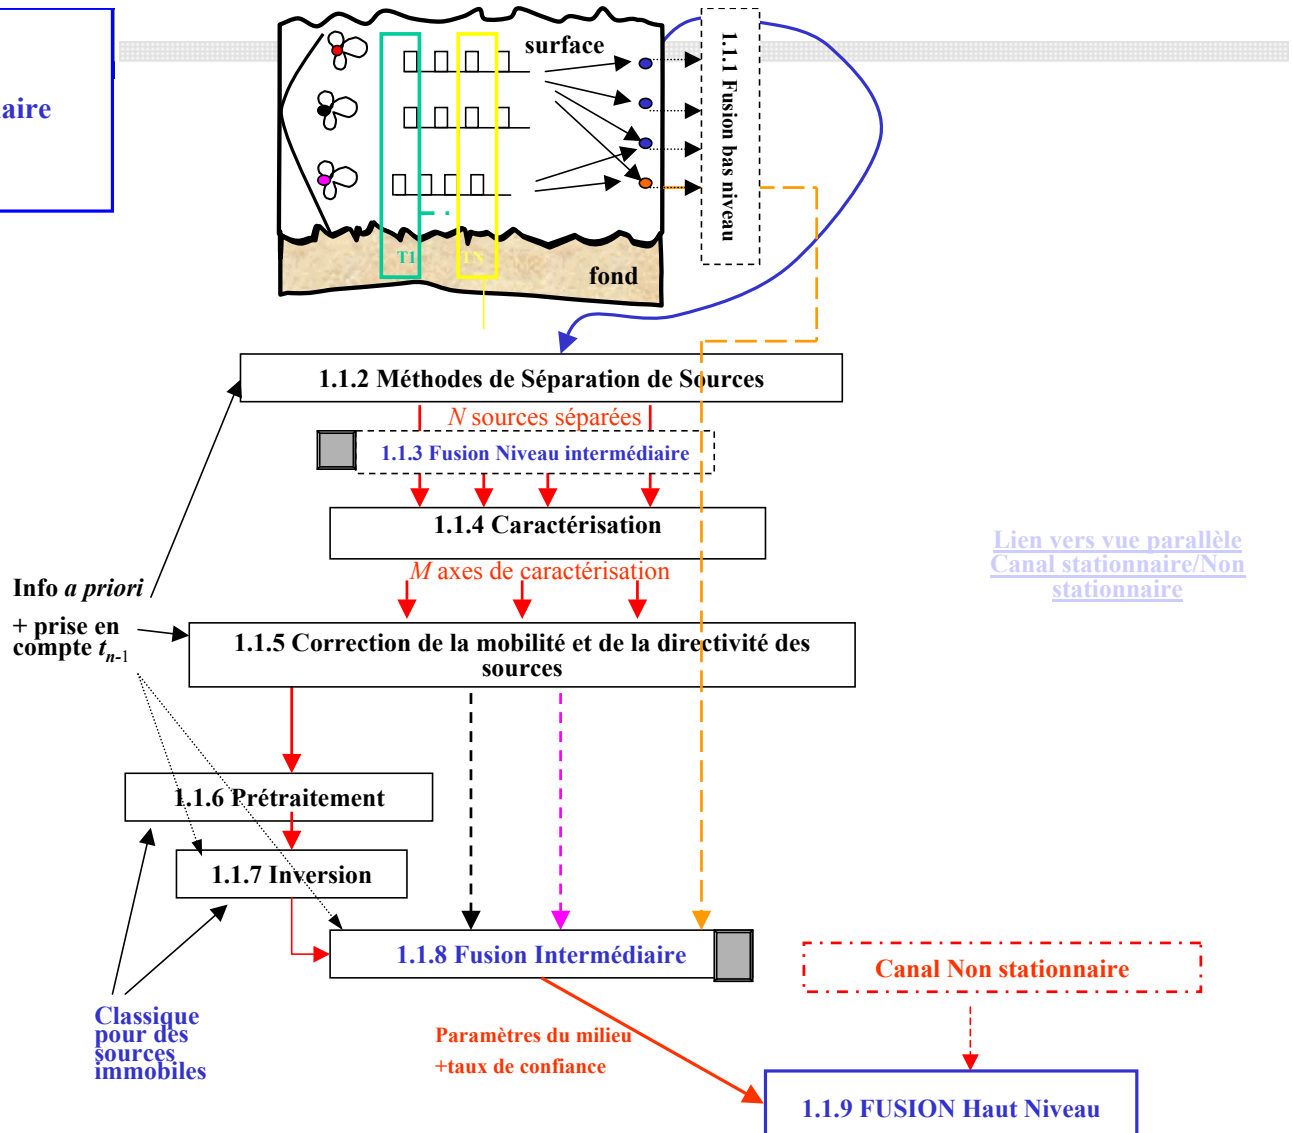 aire
surface
1.1.1 Fusion bas niveau
T1
TN
fond
1.1.2 Méthodes de Séparation de Sources
N sources séparées
1.1.3 Fusion Niveau intermédiaire
1.1.4 Caractérisation
M axes de caractérisation
Lien vers vue parallèle
Canal stationnaire/Non
stationnaire
Info a priori
+ prise en
compte tn-1
1.1.5 Correction de la mobilité et de la directivité des
sources
1.1.6 Prétraitement
1.1.7 Inversion
1.1.8 Fusion Intermédiaire
Canal Non stationnaire
Classique
pour des
sources
immobiles
Paramètres du milieu
+taux de confiance
1.1.9 FUSION Haut Niveau